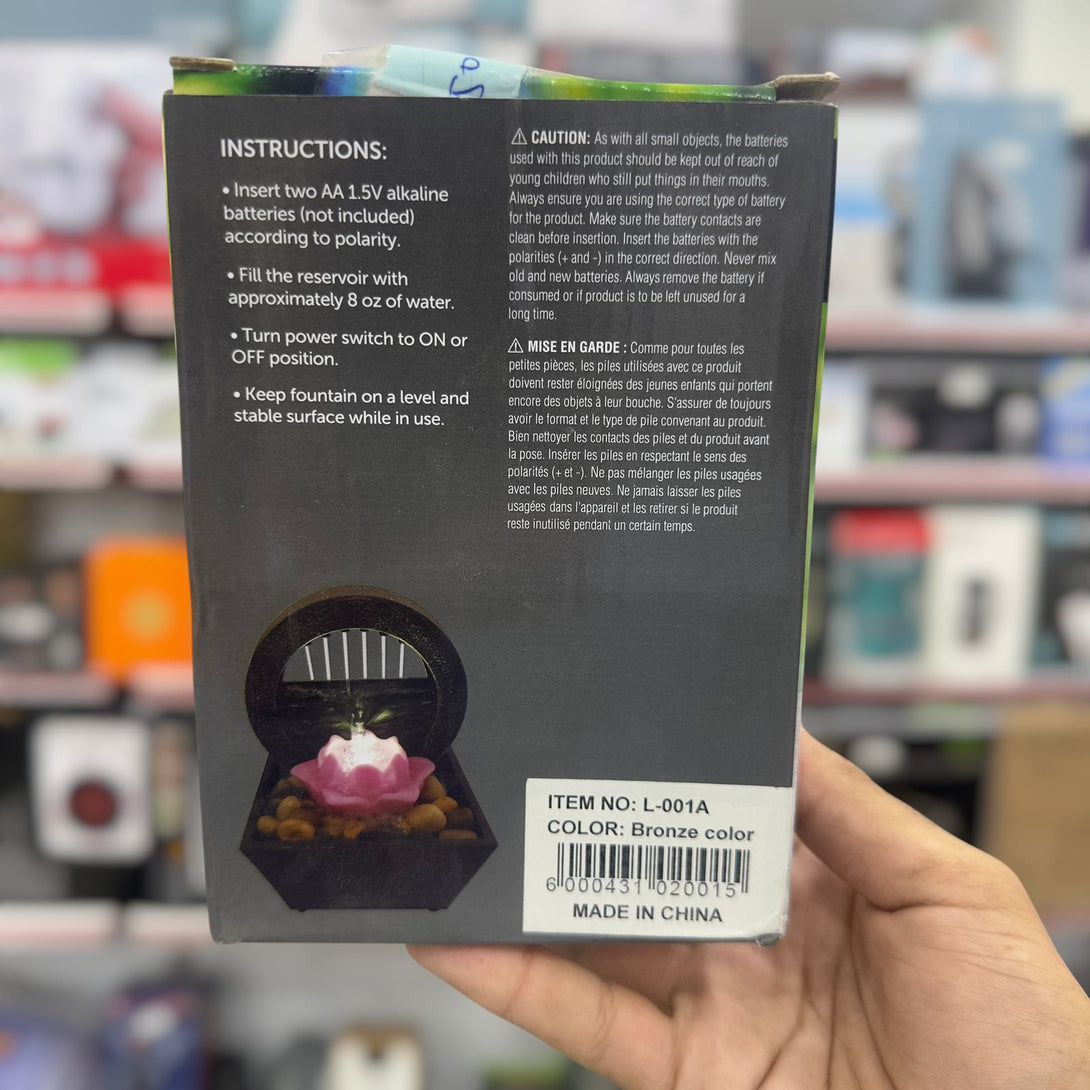 INSTRUCTIONS:
• Insert two AA 1.5V alkaline
batteries (not included)
according to polarity.
• Fill the reservoir with
approximately 8 oz of water.
• Turn power switch to ON or
OFF position.
• Keep fountain on a level and
stable surface while in use.
⚠ CAUTION: As with all small objects, the batteries
used with this product should be kept out of reach of
young children who still put things in their mouths.
Always ensure you are using the correct type of battery
for the product. Make sure the battery contacts are
clean before insertion. Insert the batteries with the
polarities (+ and -) in the correct direction. Never mix
old and new batteries. Always remove the battery if
consumed or if product is to be left unused for a
long time.
⚠ MISE EN GARDE : Comme pour toutes les
petites pièces, les piles utilisées avec ce produit
doivent rester éloignées des jeunes enfants qui portent
encore des objets à leur bouche. S'assurer de toujours
avoir le format et le type de pile convenant au produit.
Bien nettoyer les contacts des piles et du produit avant
la pose. Insérer les piles en respectant le sens des
polarités (+ et -). Ne pas mélanger les piles usagées
avec les piles neuves. Ne jamais laisser les piles
usagées dans l'appareil et les retirer si le produit
reste inutilisé pendant un certain temps.
ITEM NO: L-001A
COLOR: Bronze color
6 000431 020015
MADE IN CHINA